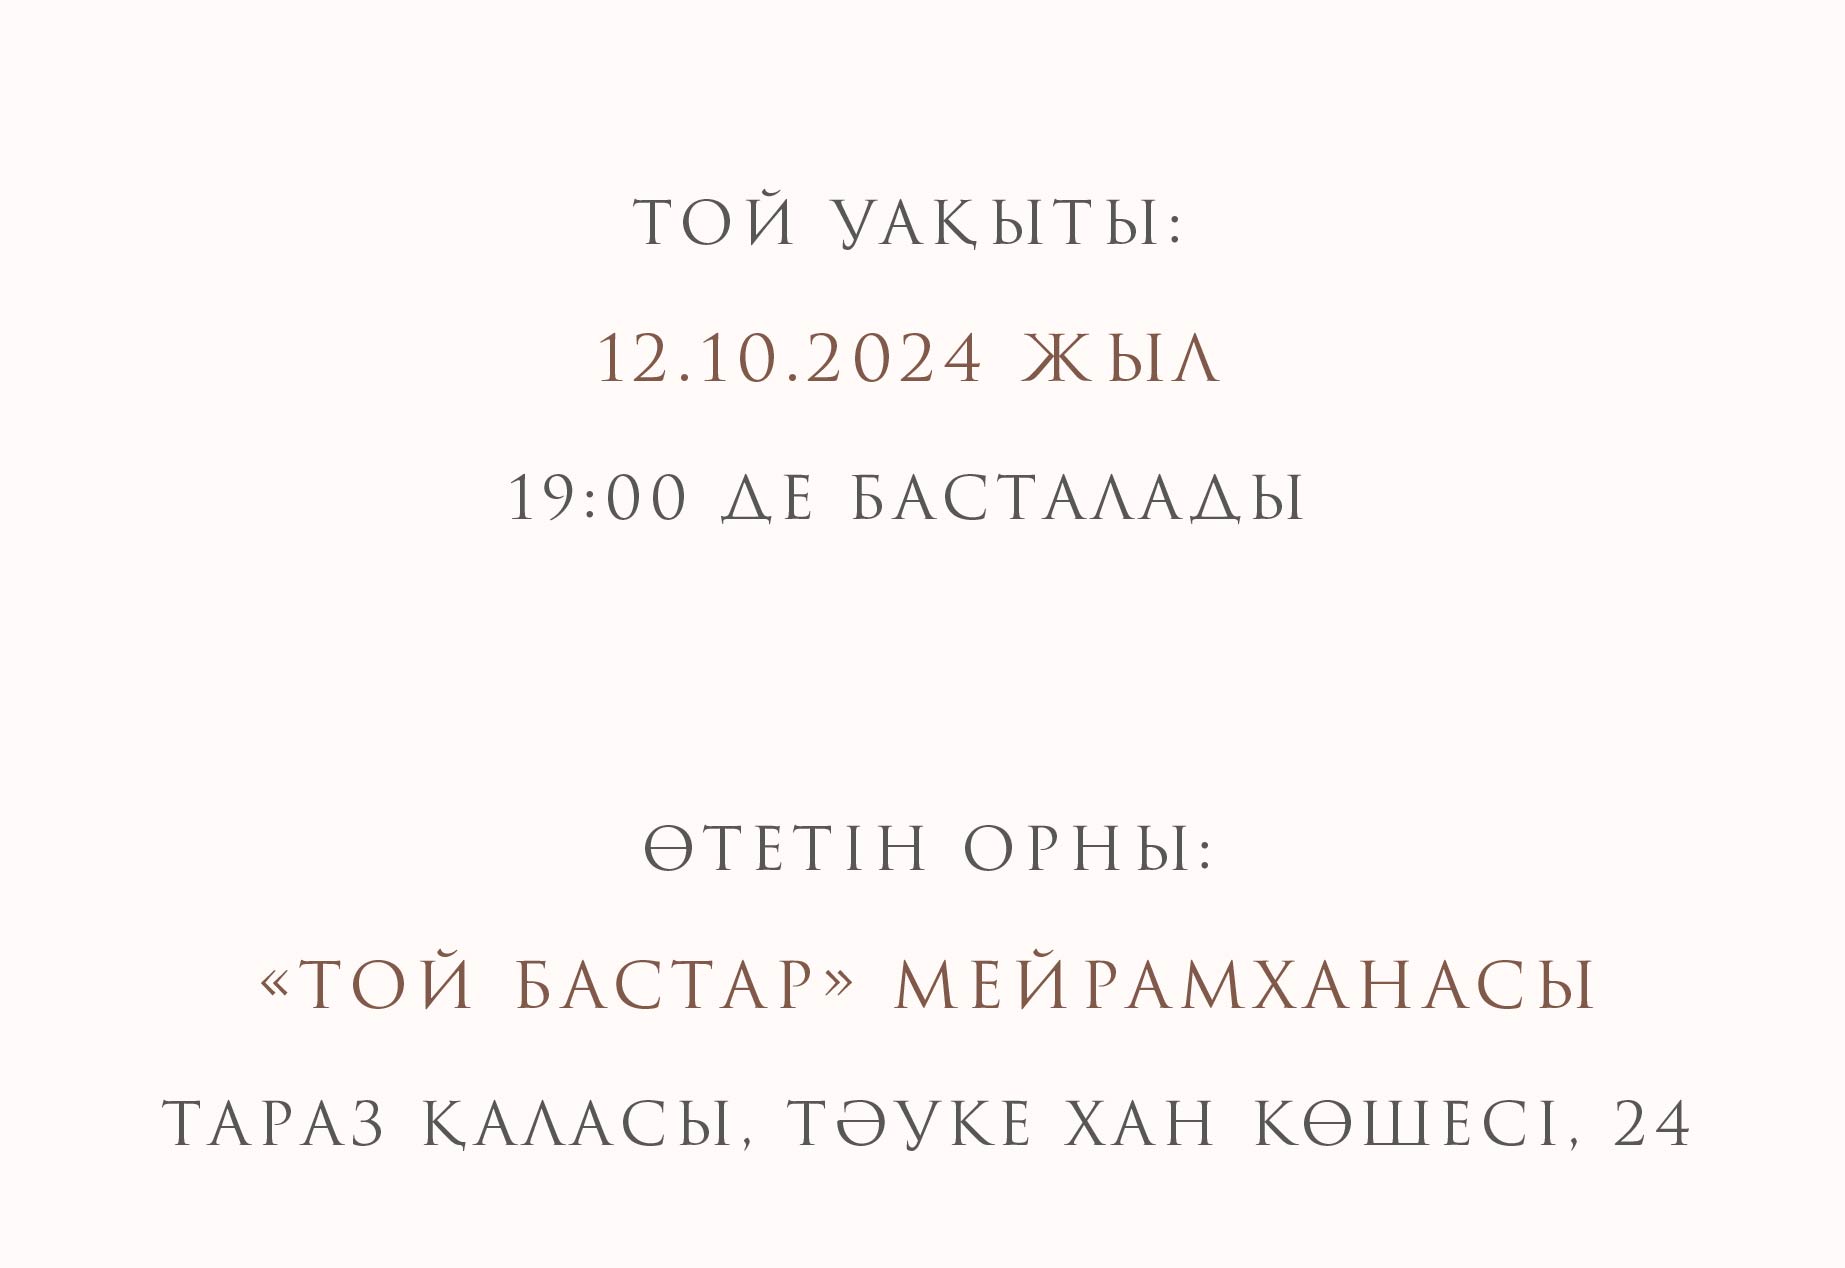 ТОЙ УАҚЫТЫ:
12.10.2024 ЖЫЛ
19:00 ДЕ БАСТАЛАДЫ
ӨТЕТІН ОРНЫ:
«ТОЙ БАСТАР» МЕЙРАМХАНАСЫ
ТАРАЗ ҚАЛАСЫ, ТӘУКЕ ХАН КӨШЕСІ, 24